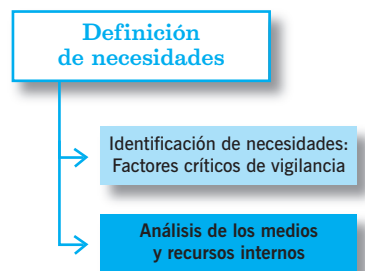 Definición
de necesidades
Identificación de necesidades:
Factores críticos de vigilancia
Análisis de los medios
y recursos internos